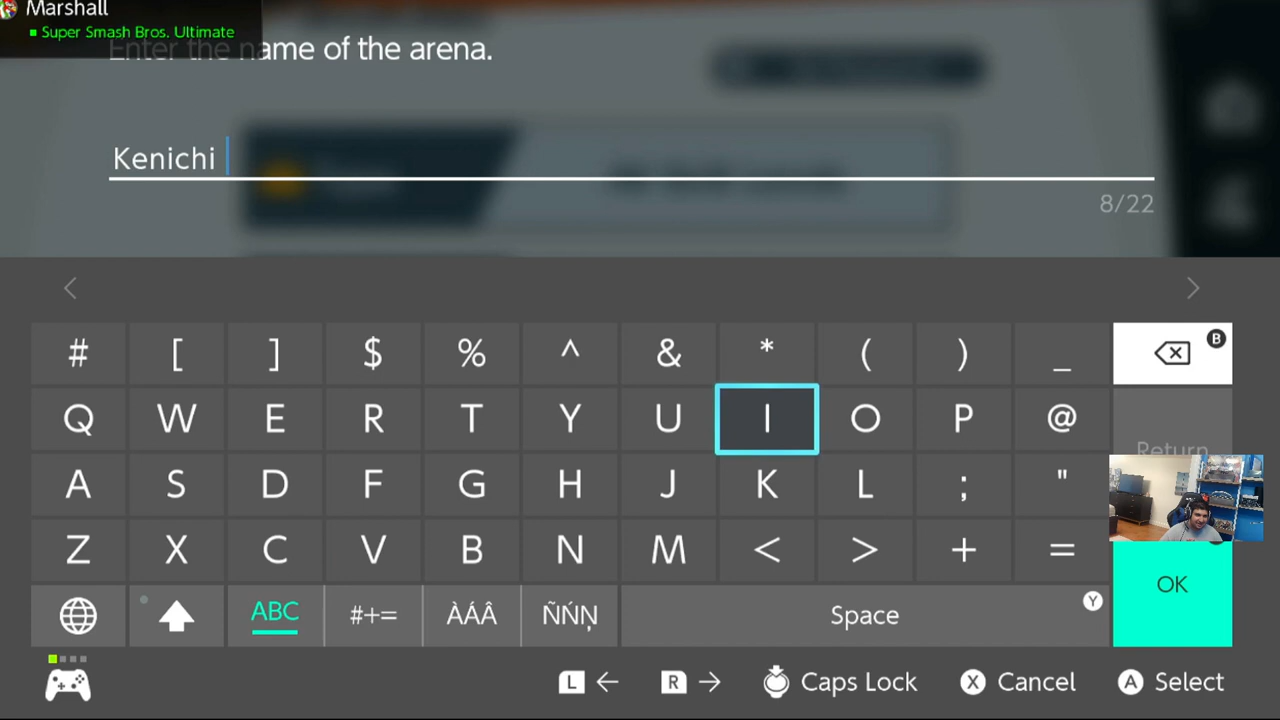 Marshall
Super Smash Bros. Ultimate
Enter the name of the arena.
Kenichi
8/22
# [ ] $ % ^ & * ( ) _ B
Q W E R T Y U I O P @ Return
A S D F G H J K L ; "
Z X C V B N M < > + = OK
ABC #+= ÀÁÂ ÑŃŅ Space Y
L ← R → Caps Lock X Cancel A Select